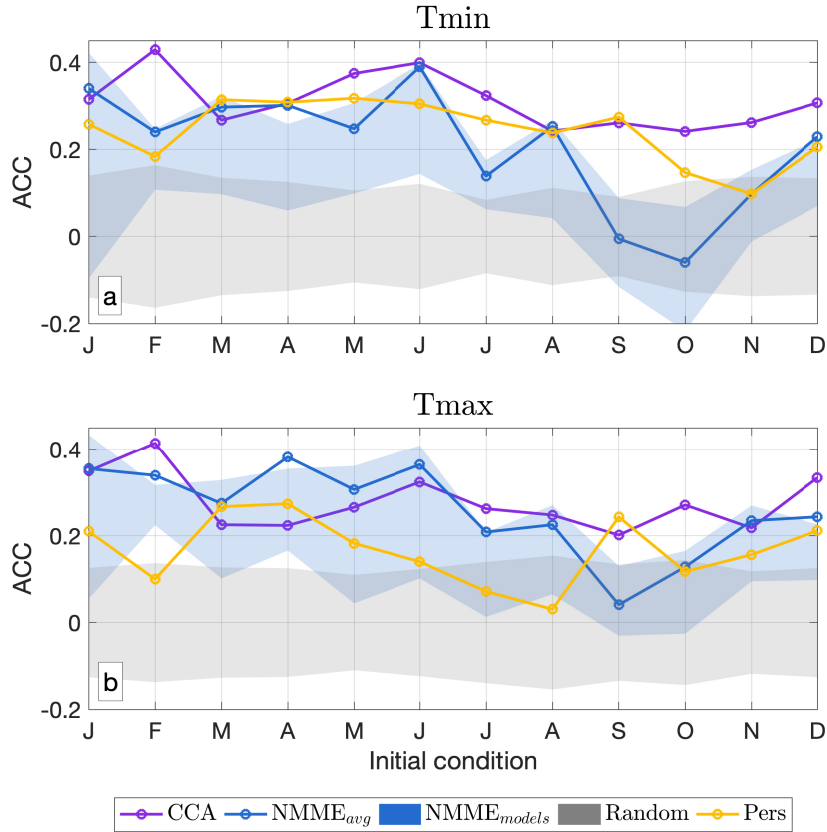 Tmin
0.4
0.2
0
-0.2
ACC
a
J F M A M J J A S O N D
Tmax
0.4
0.2
0
-0.2
ACC
b
J F M A M J J A S O N D
Initial condition
CCA NMMEavg NMMEmodels Random Pers